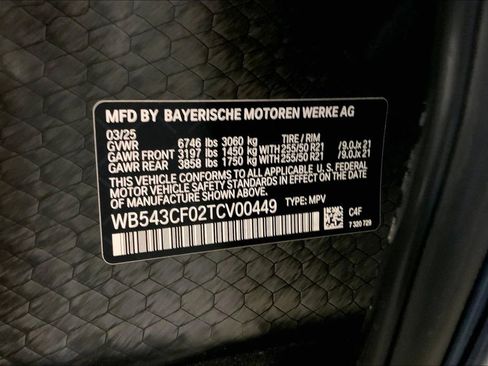 MFD BY BAYERISCHE MOTOREN WERKE AG
03/25
GVWR 6746 lbs 3060 kg TIRE / RIM
GAWR FRONT 3197 lbs 1450 kg 255/50 R21 / 9.0Jx 21
GAWR REAR 3858 lbs 1750 kg 255/50 R21 / 9.0Jx 21
THIS VEHICLE CONFORMS TO ALL APPLICABLE U. S. FEDERAL
MOTOR VEHICLE SAFETY AND THEFT PREVENTION STANDARDS
IN EFFECT ON THE DATE OF MANUFACTURE SHOWN ABOVE.
WB543CF02TCV00449 TYPE: MPV
C4F
7 320 729